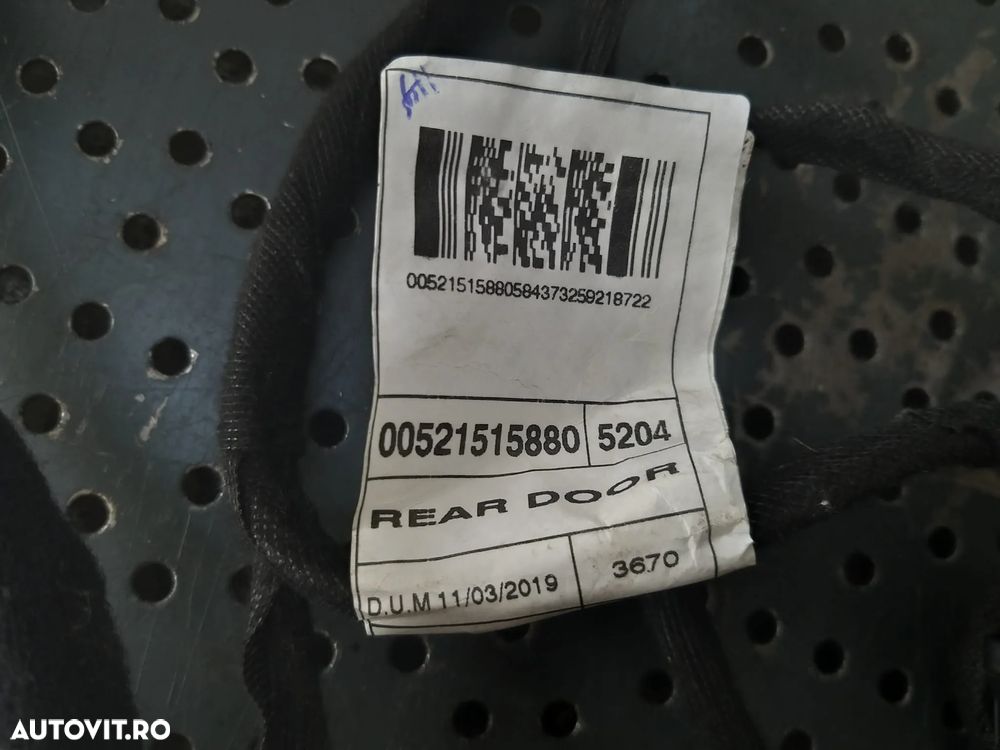 00521515880584373259218722
00521515880 5204
REAR DOOR
D.U.M 11/03/2019 3670
AUTOVIT.RO